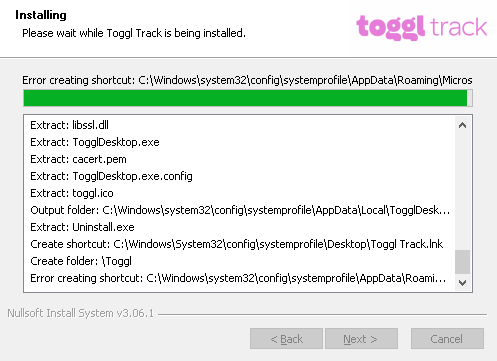 Installing
Please wait while Toggl Track is being installed.
toggl track
Error creating shortcut: C:\Windows\system32\config\systemprofile\AppData\Roaming\Micros
Extract: libssl.dll
Extract: TogglDesktop.exe
Extract: cacert.pem
Extract: TogglDesktop.exe.config
Extract: toggl.ico
Output folder: C:\Windows\system32\config\systemprofile\AppData\Local\TogglDesk...
Extract: Uninstall.exe
Create shortcut: C:\Windows\System32\config\systemprofile\Desktop\Toggl Track.lnk
Create folder: \Toggl
Error creating shortcut: C:\Windows\system32\config\systemprofile\AppData\Roami...
Nullsoft Install System v3.06.1
< Back
Next >
Cancel